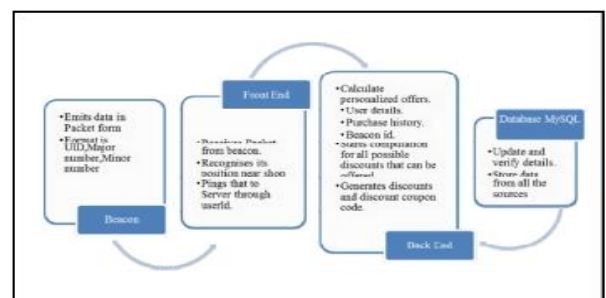 •Emits data in
Packet form
•Format is
UID,Major
number,Minor
number
Beacon
Front End
Packet
from beacon.
•Recognises its
position near shop
•Pings that to
Server through
userId.
•Calculate
personalized offers.
•User details.
•Purchase history.
•Beacon id.
•Starts computation
for all possible
discounts that can be
offered
•Generates discounts
and discount coupon
code.
Back End
Database MySQL
•Update and
verify details.
•Store data
from all the
sources